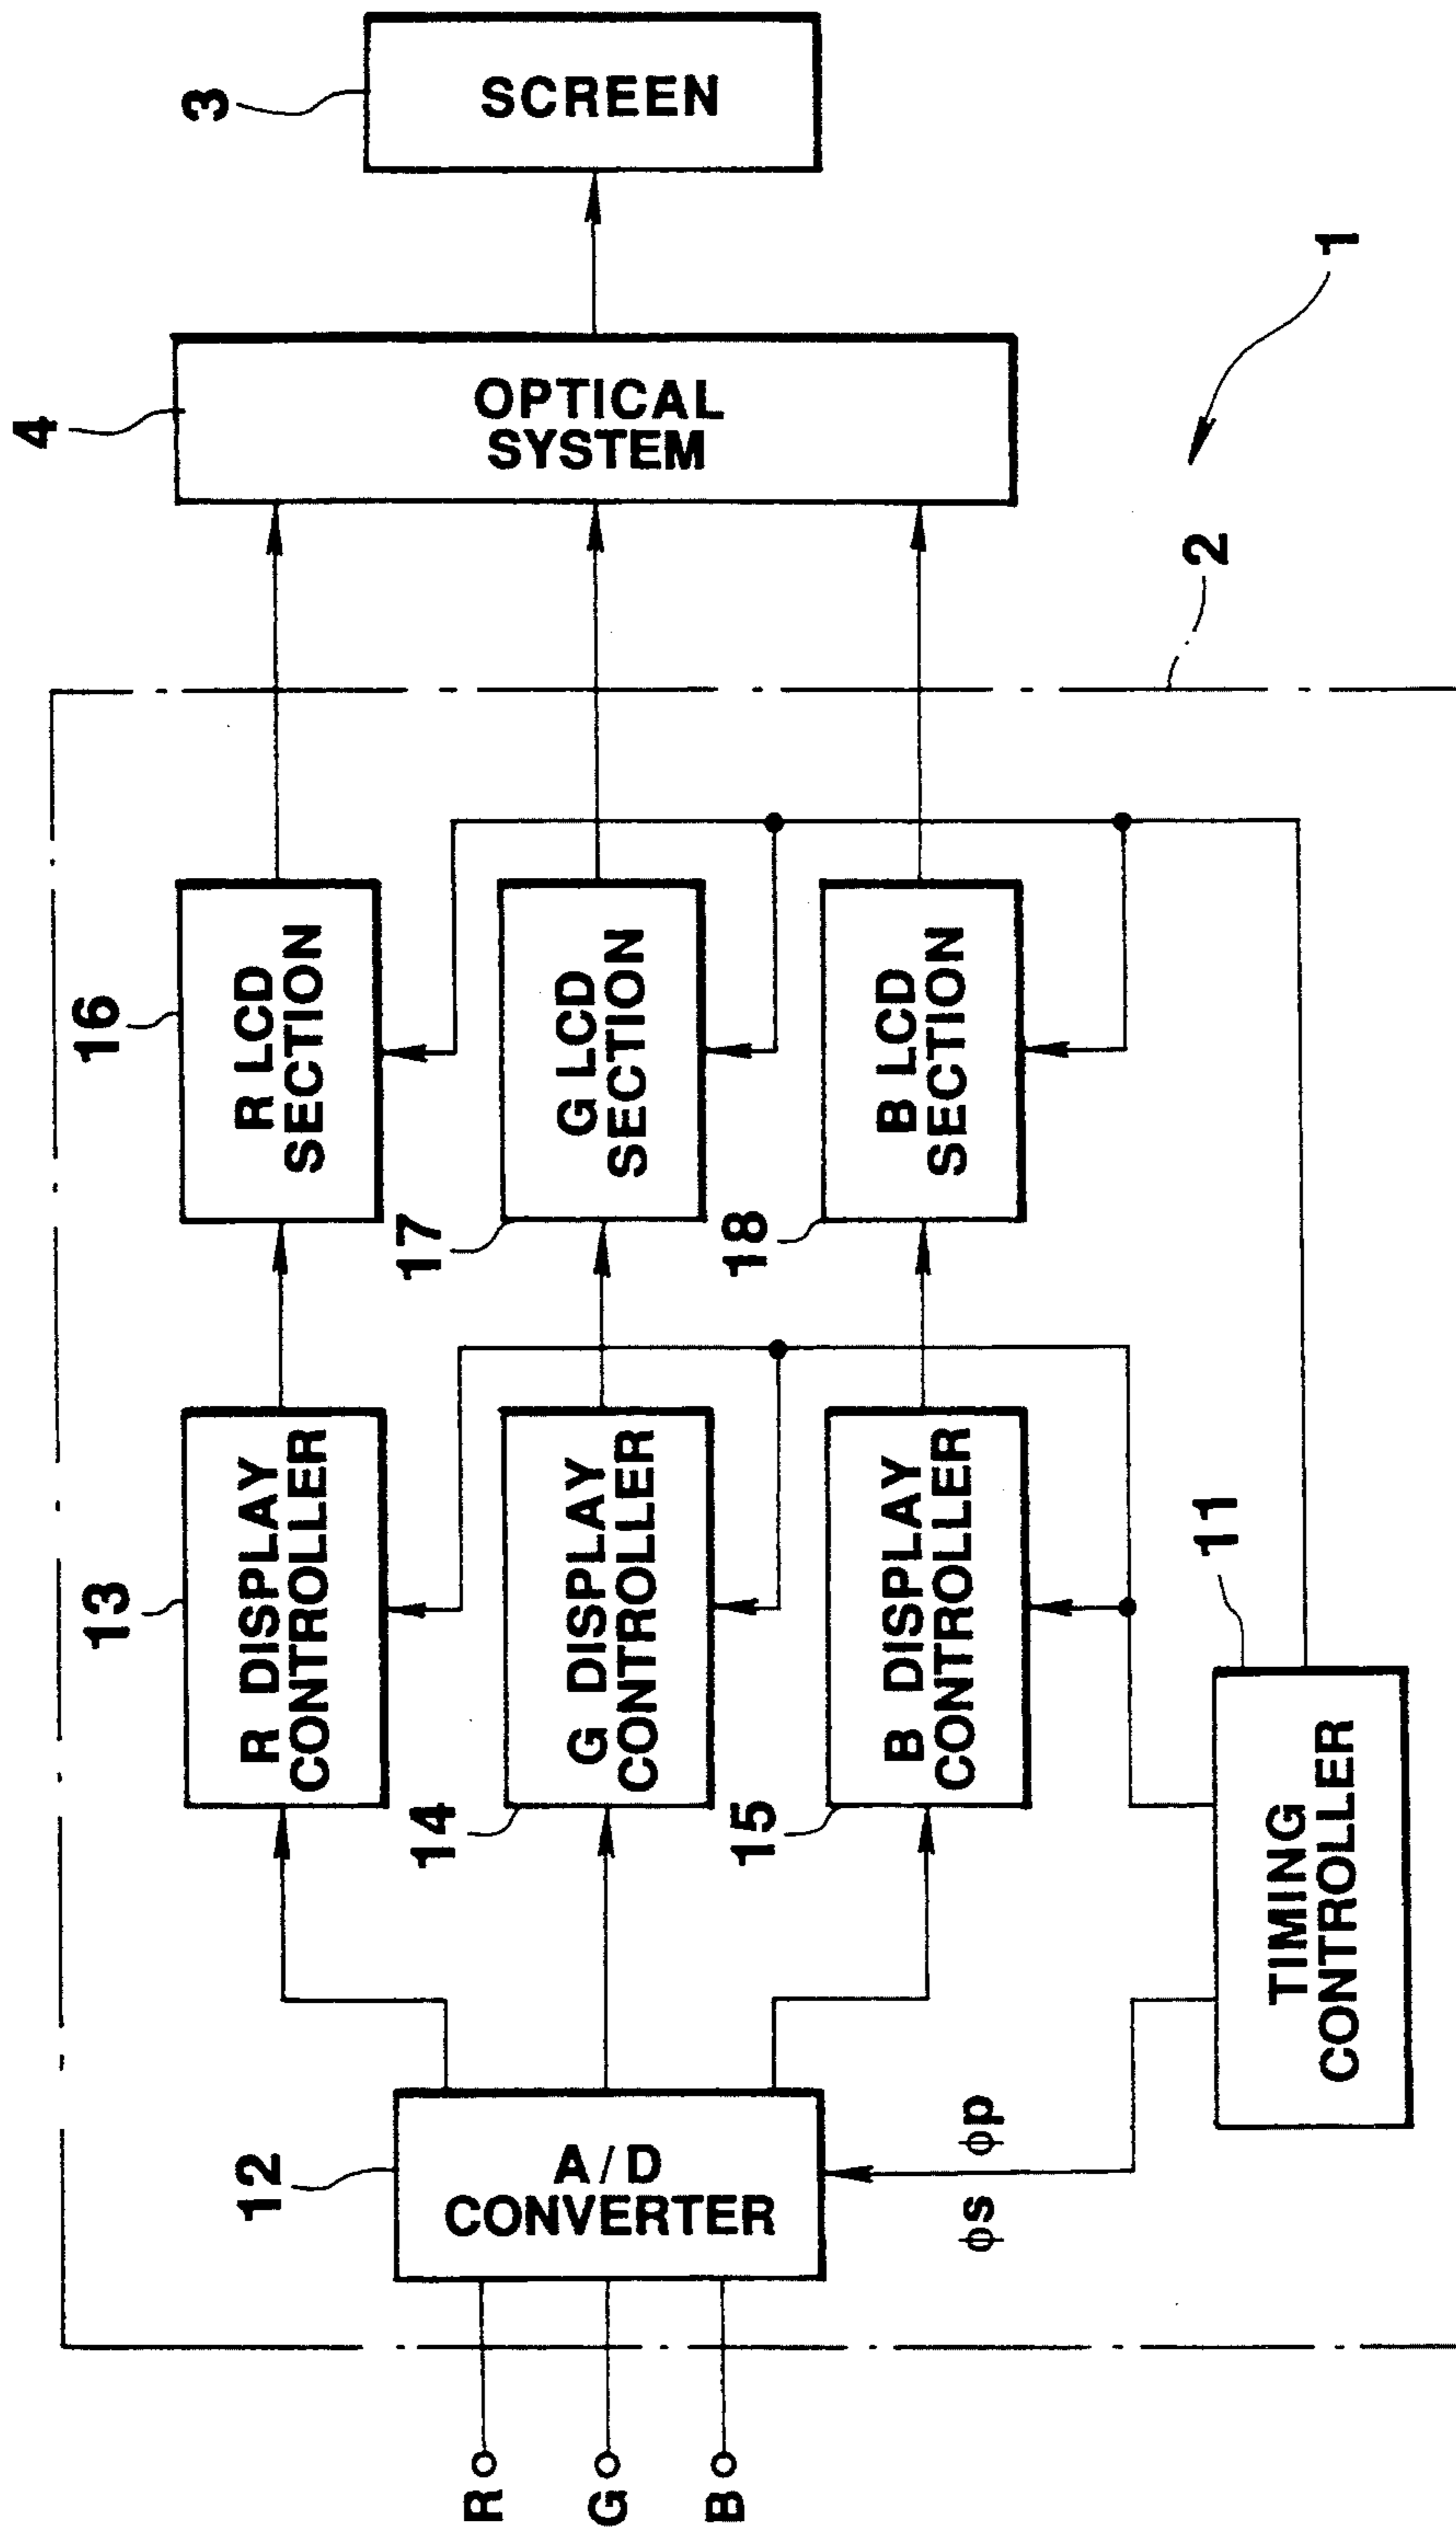 R
G
B
12
A/D
CONVERTER
φs φp
13
R DISPLAY
CONTROLLER
14
G DISPLAY
CONTROLLER
15
B DISPLAY
CONTROLLER
11
TIMING
CONTROLLER
16
R LCD
SECTION
17
G LCD
SECTION
18
B LCD
SECTION
2
4
OPTICAL
SYSTEM
3
SCREEN
1